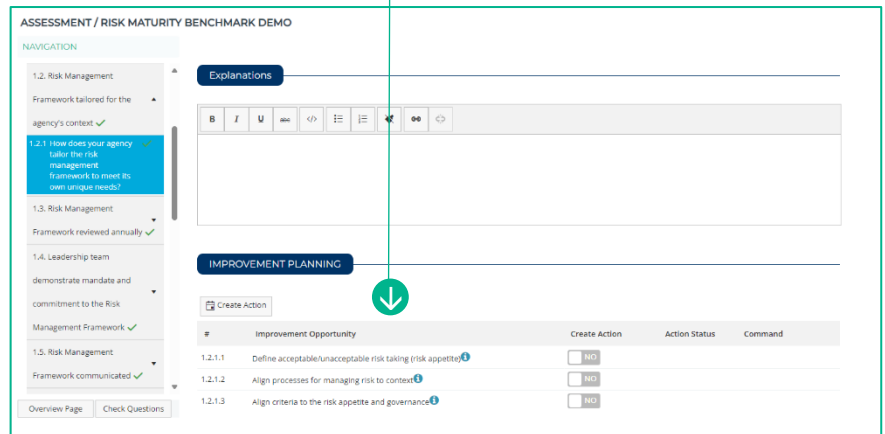 ASSESSMENT / RISK MATURITY BENCHMARK DEMO
NAVIGATION
1.2. Risk Management
Framework tailored for the
agency's context
1.2.1 How does your agency
tailor the risk
management
framework to meet its
own unique needs?
1.3. Risk Management
Framework reviewed annually
1.4. Leadership team
demonstrate mandate and
commitment to the Risk
Management Framework
1.5. Risk Management
Framework communicated
Overview Page
Check Questions
Explanations
B I U abc </>
IMPROVEMENT PLANNING
Create Action
# Improvement Opportunity Create Action Action Status Command
1.2.1.1 Define acceptable/unacceptable risk taking (risk appetite) NO
1.2.1.2 Align processes for managing risk to context NO
1.2.1.3 Align criteria to the risk appetite and governance NO